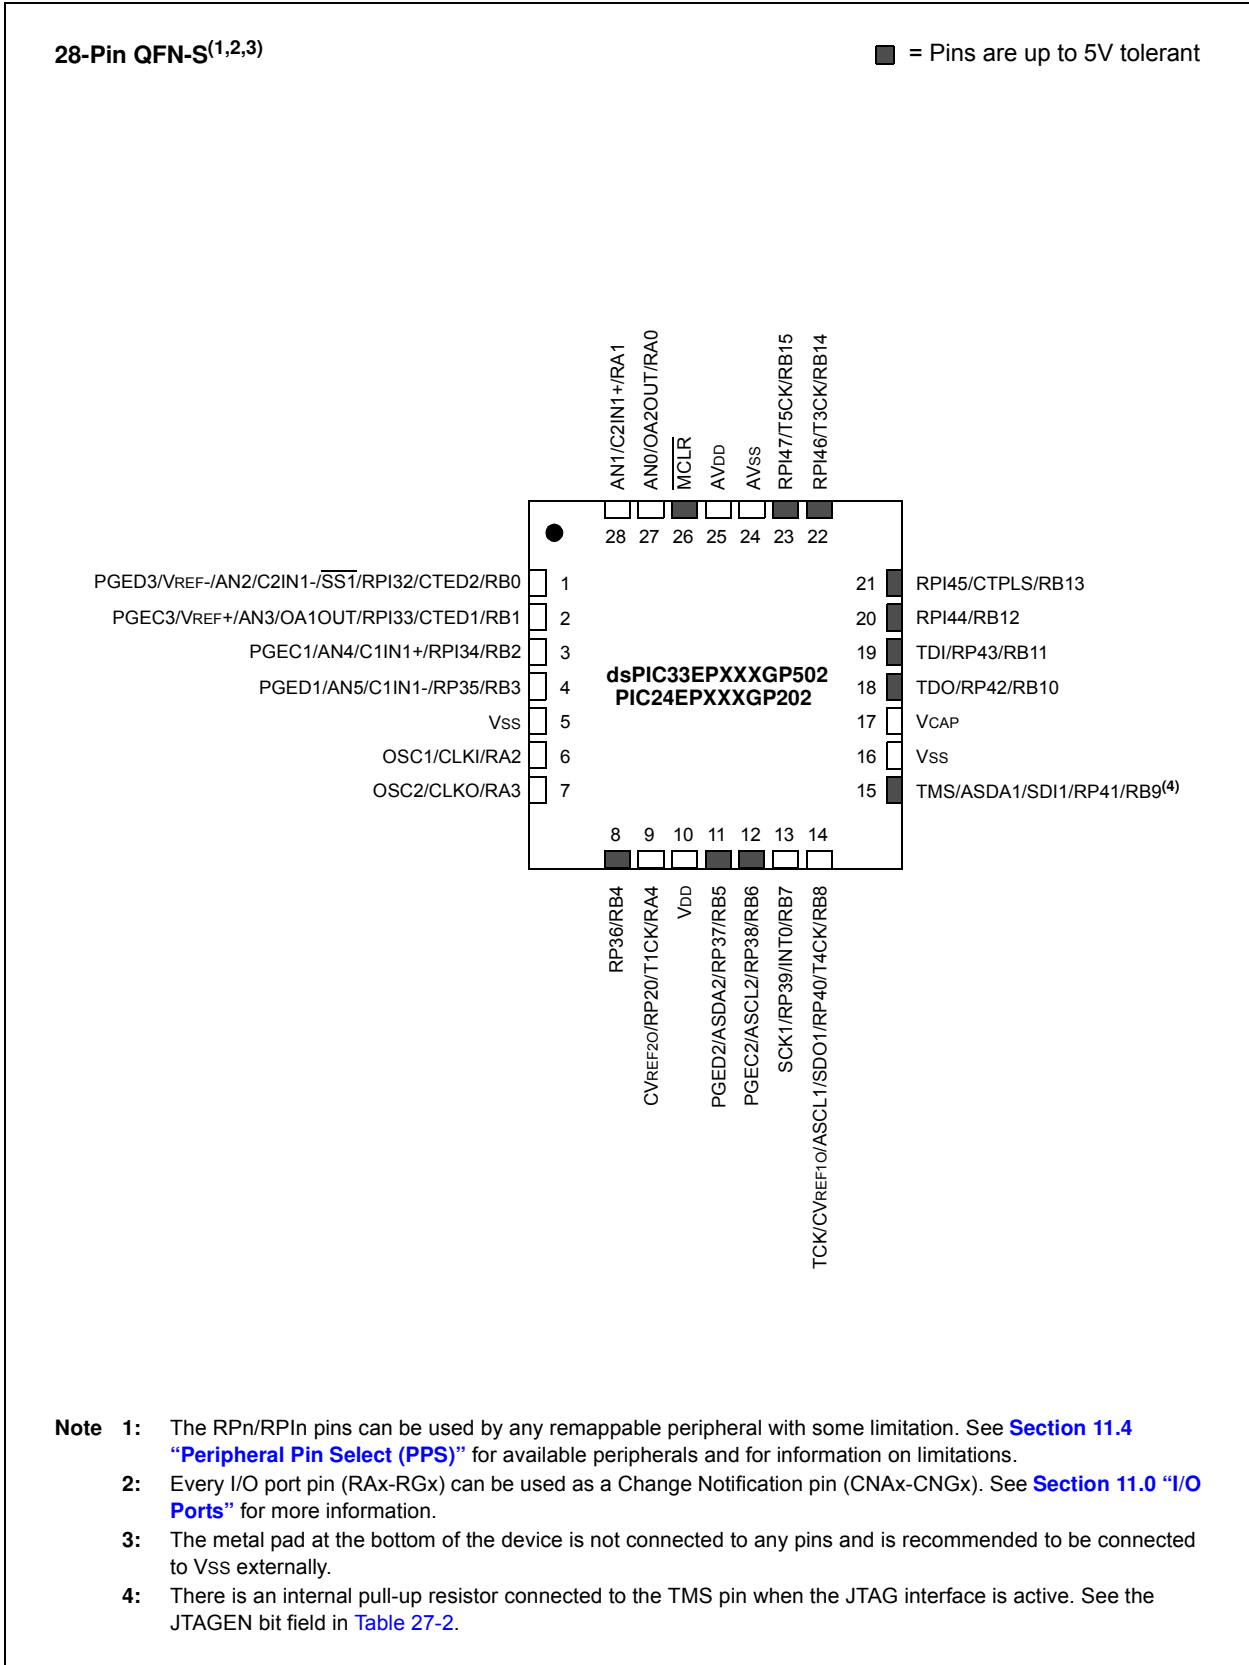 28-Pin QFN-S(1,2,3)
= Pins are up to 5V tolerant
AN1/C2IN1+/RA1
AN0/OA2OUT/RA0
MCLR
AVDD
AVSS
RPI47/T5CK/RB15
RPI46/T3CK/RB14
28 27 26 25 24 23 22
PGED3/VREF-/AN2/C2IN1-/SS1/RPI32/CTED2/RB0 1
PGEC3/VREF+/AN3/OA1OUT/RPI33/CTED1/RB1 2
PGEC1/AN4/C1IN1+/RPI34/RB2 3
PGED1/AN5/C1IN1-/RP35/RB3 4
VSS 5
OSC1/CLKI/RA2 6
OSC2/CLKO/RA3 7
dsPIC33EPXXXGP502
PIC24EPXXXGP202
21 RPI45/CTPLS/RB13
20 RPI44/RB12
19 TDI/RP43/RB11
18 TDO/RP42/RB10
17 VCAP
16 VSS
15 TMS/ASDA1/SDI1/RP41/RB9(4)
8 9 10 11 12 13 14
RP36/RB4
CVREF2O/RP20/T1CK/RA4
VDD
PGED2/ASDA2/RP37/RB5
PGEC2/ASCL2/RP38/RB6
SCK1/RP39/INT0/RB7
TCK/CVREF1O/ASCL1/SDO1/RP40/T4CK/RB8
Note 1: The RPn/RPIn pins can be used by any remappable peripheral with some limitation. See Section 11.4
“Peripheral Pin Select (PPS)” for available peripherals and for information on limitations.
2: Every I/O port pin (RAx-RGx) can be used as a Change Notification pin (CNAx-CNGx). See Section 11.0 “I/O
Ports” for more information.
3: The metal pad at the bottom of the device is not connected to any pins and is recommended to be connected
to VSS externally.
4: There is an internal pull-up resistor connected to the TMS pin when the JTAG interface is active. See the
JTAGEN bit field in Table 27-2.